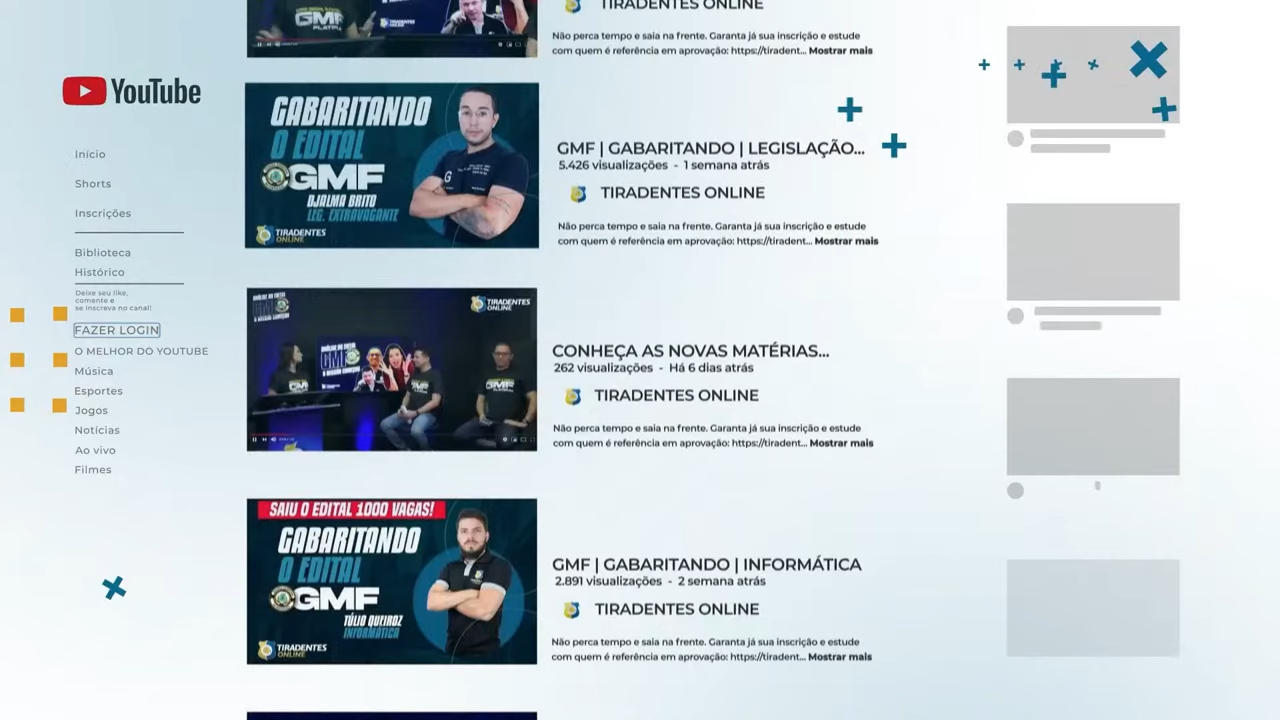 YouTube
Início
Shorts
Inscrições
Biblioteca
Histórico
Deixe seu like,
comente e
se inscreva no canal!
FAZER LOGIN
O MELHOR DO YOUTUBE
Música
Esportes
Jogos
Notícias
Ao vivo
Filmes
GMF
TIRADENTES ONLINE
Não perca tempo e saia na frente. Garanta já sua inscrição e estude
com quem é referência em aprovação: https://tiradent... Mostrar mais
GABARITANDO
O EDITAL
GMF
DJALMA BRITO
LEG. EXTRAVAGANTE
TIRADENTES
ONLINE
GMF | GABARITANDO | LEGISLAÇÃO...
5.426 visualizações - 1 semana atrás
TIRADENTES ONLINE
Não perca tempo e saia na frente. Garanta já sua inscrição e estude
com quem é referência em aprovação: https://tiradent... Mostrar mais
TIRADENTES
ONLINE
GMF
GMF
GMF
CONHEÇA AS NOVAS MATÉRIAS...
262 visualizações - Há 6 dias atrás
TIRADENTES ONLINE
Não perca tempo e saia na frente. Garanta já sua inscrição e estude
com quem é referência em aprovação: https://tiradent... Mostrar mais
SAIU O EDITAL 1000 VAGAS!
GABARITANDO
O EDITAL
GMF
TÚLIO QUEIROZ
INFORMÁTICA
TIRADENTES
ONLINE
GMF | GABARITANDO | INFORMÁTICA
2.891 visualizações - 2 semana atrás
TIRADENTES ONLINE
Não perca tempo e saia na frente. Garanta já sua inscrição e estude
com quem é referência em aprovação: https://tiradent... Mostrar mais